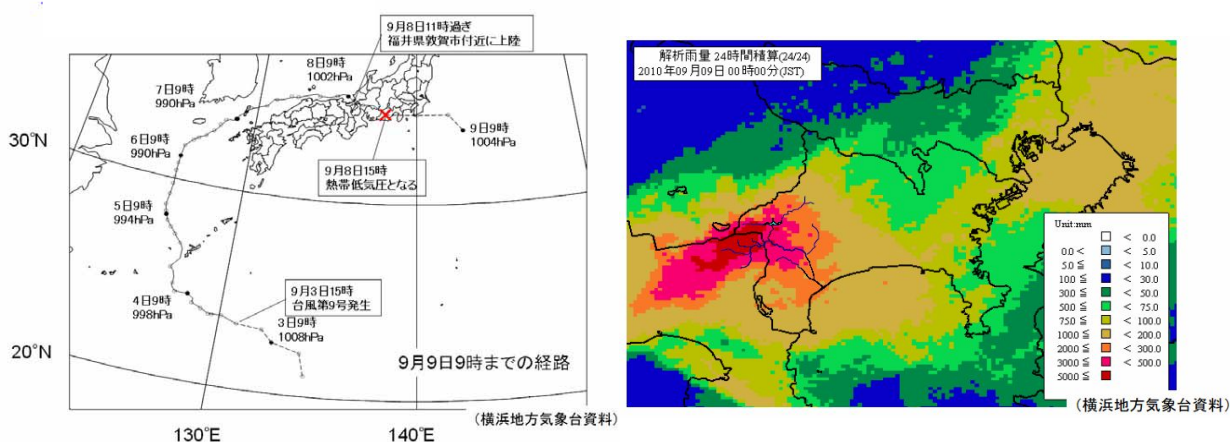 9月8日11時過ぎ
福井県敦賀市付近に上陸
8日9時
1002hPa
7日9時
990hPa
30°N
6日9時
990hPa
9日9時
1004hPa
9月8日15時
熱帯低気圧となる
5日9時
994hPa
9月3日15時
台風第9号発生
4日9時
998hPa
3日9時
1008hPa
20°N
9月9日9時までの経路
(横浜地方気象台資料)
130°E
140°E
解析雨量 24時間積算(24/24)
2010年09月09日 00時00分(JST)
Unit:mm
< 0.0
0.0 < < 5.0
5.0 ≦ < 10.0
10.0 ≦ < 30.0
30.0 ≦ < 50.0
50.0 ≦ < 75.0
75.0 ≦ < 100.0
100.0 ≦ < 200.0
200.0 ≦ < 300.0
300.0 ≦ < 500.0
500.0 ≦
(横浜地方気象台資料)